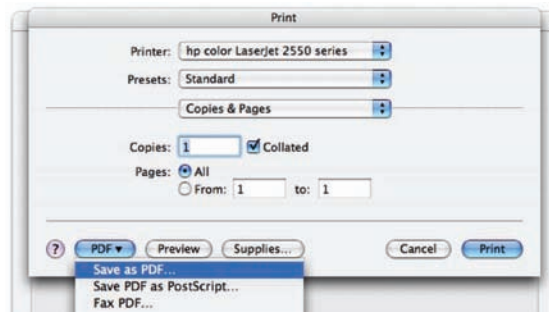 Print
Printer: hp color LaserJet 2550 series
Presets: Standard
Copies & Pages
Copies: 1 Collated
Pages: All
From: 1 to: 1
? PDF Preview Supplies... Cancel Print
Save as PDF...
Save PDF as PostScript...
Fax PDF...